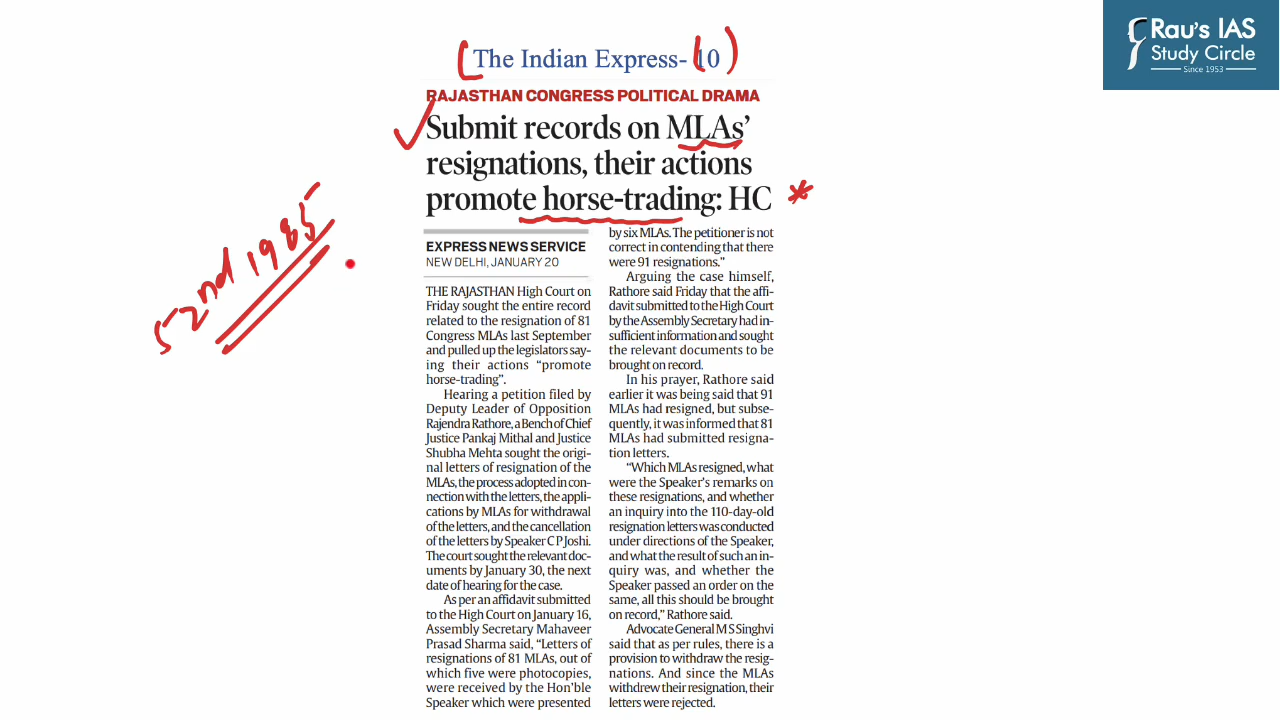 The Indian Express- 10
Rau's IAS
Study Circle
Since 1953
RAJASTHAN CONGRESS POLITICAL DRAMA
Submit records on MLAs'
resignations, their actions
promote horse-trading: HC
52nd 1985
EXPRESS NEWS SERVICE
NEW DELHI, JANUARY 20
THE RAJASTHAN High Court on
Friday sought the entire record
related to the resignation of 81
Congress MLAs last September
and pulled up the legislators say-
ing their actions "promote
horse-trading".
Hearing a petition filed by
Deputy Leader of Opposition
Rajendra Rathore, a Bench of Chief
Justice Pankaj Mithal and Justice
Shubha Mehta sought the origi-
nal letters of resignation of the
MLAs, the process adopted in con-
nection with the letters, the appli-
cations by MLAs for withdrawal
of the letters, and the cancellation
of the letters by Speaker C P Joshi.
The court sought the relevant doc-
uments by January 30, the next
date of hearing for the case.
As per an affidavit submitted
to the High Court on January 16,
Assembly Secretary Mahaveer
Prasad Sharma said, "Letters of
resignations of 81 MLAs, out of
which five were photocopies,
were received by the Hon'ble
Speaker which were presented
by six MLAs. The petitioner is not
correct in contending that there
were 91 resignations."
Arguing the case himself,
Rathore said Friday that the affi-
davit submitted to the High Court
by the Assembly Secretary had in-
sufficient information and sought
the relevant documents to be
brought on record.
In his prayer, Rathore said
earlier it was being said that 91
MLAs had resigned, but subse-
quently, it was informed that 81
MLAs had submitted resigna-
tion letters.
"Which MLAs resigned, what
were the Speaker's remarks on
these resignations, and whether
an inquiry into the 110-day-old
resignation letters was conducted
under directions of the Speaker,
and what the result of such an in-
quiry was, and whether the
Speaker passed an order on the
same, all this should be brought
on record," Rathore said.
Advocate General M S Singhvi
said that as per rules, there is a
provision to withdraw the resig-
nations. And since the MLAs
withdrew their resignation, their
letters were rejected.